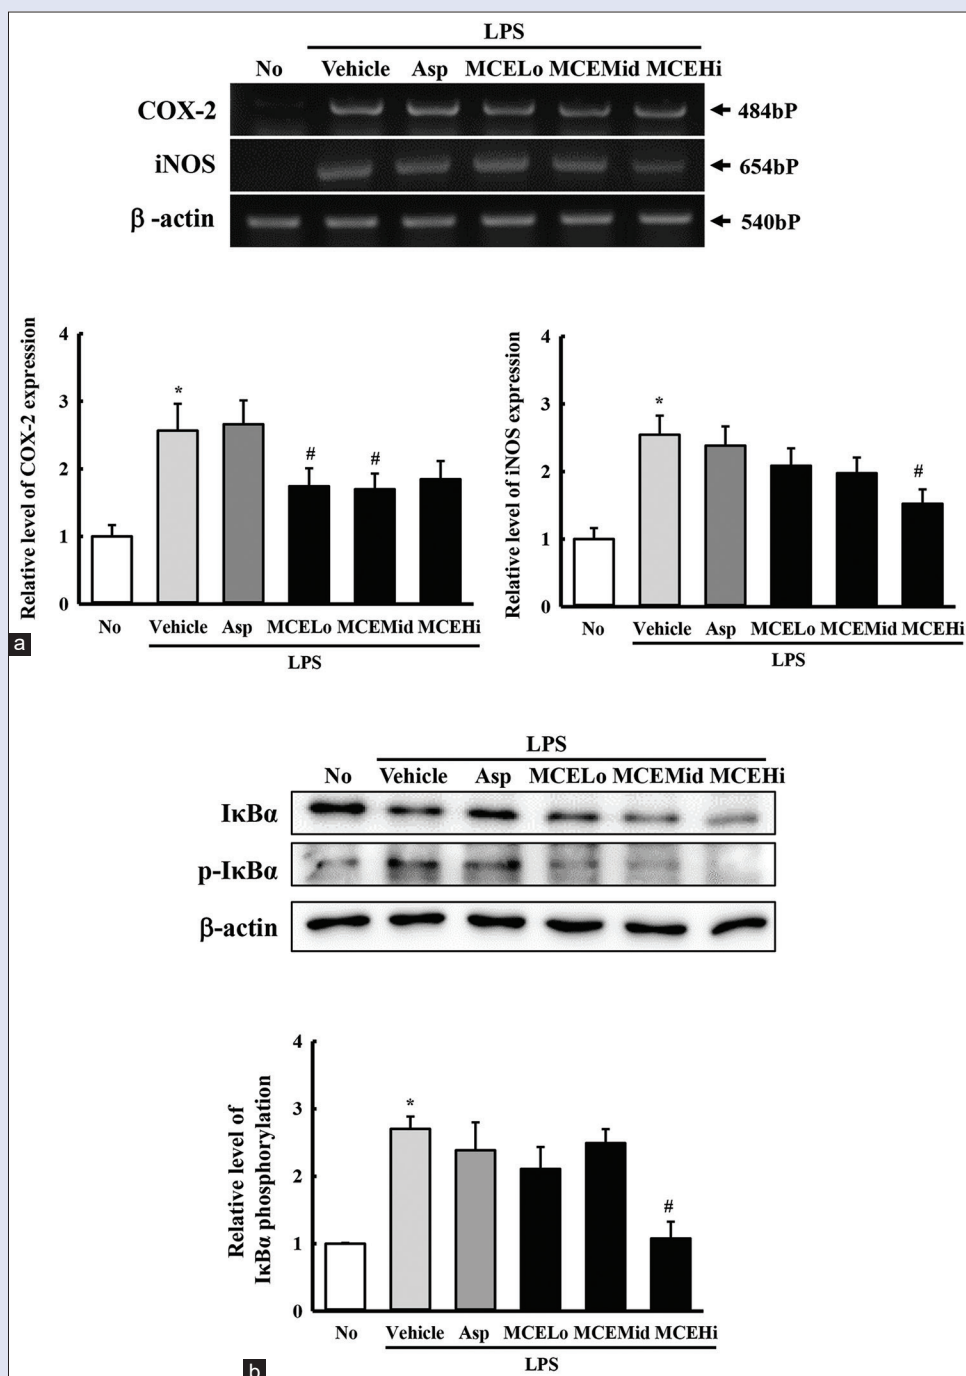 LPS
No Vehicle Asp MCELo MCEMid MCEHi
COX-2 484bP
iNOS 654bP
β -actin 540bP
Relative level of COX-2 expression
4
3
2
1
0
*
#
#
No Vehicle Asp MCELo MCEMid MCEHi
LPS
Relative level of iNOS expression
4
3
2
1
0
*
#
No Vehicle Asp MCELo MCEMid MCEHi
LPS
a
LPS
No Vehicle Asp MCELo MCEMid MCEHi
IκBα
p-IκBα
β-actin
Relative level of
IκBα phosphorylation
4
3
2
1
0
*
#
No Vehicle Asp MCELo MCEMid MCEHi
LPS
b